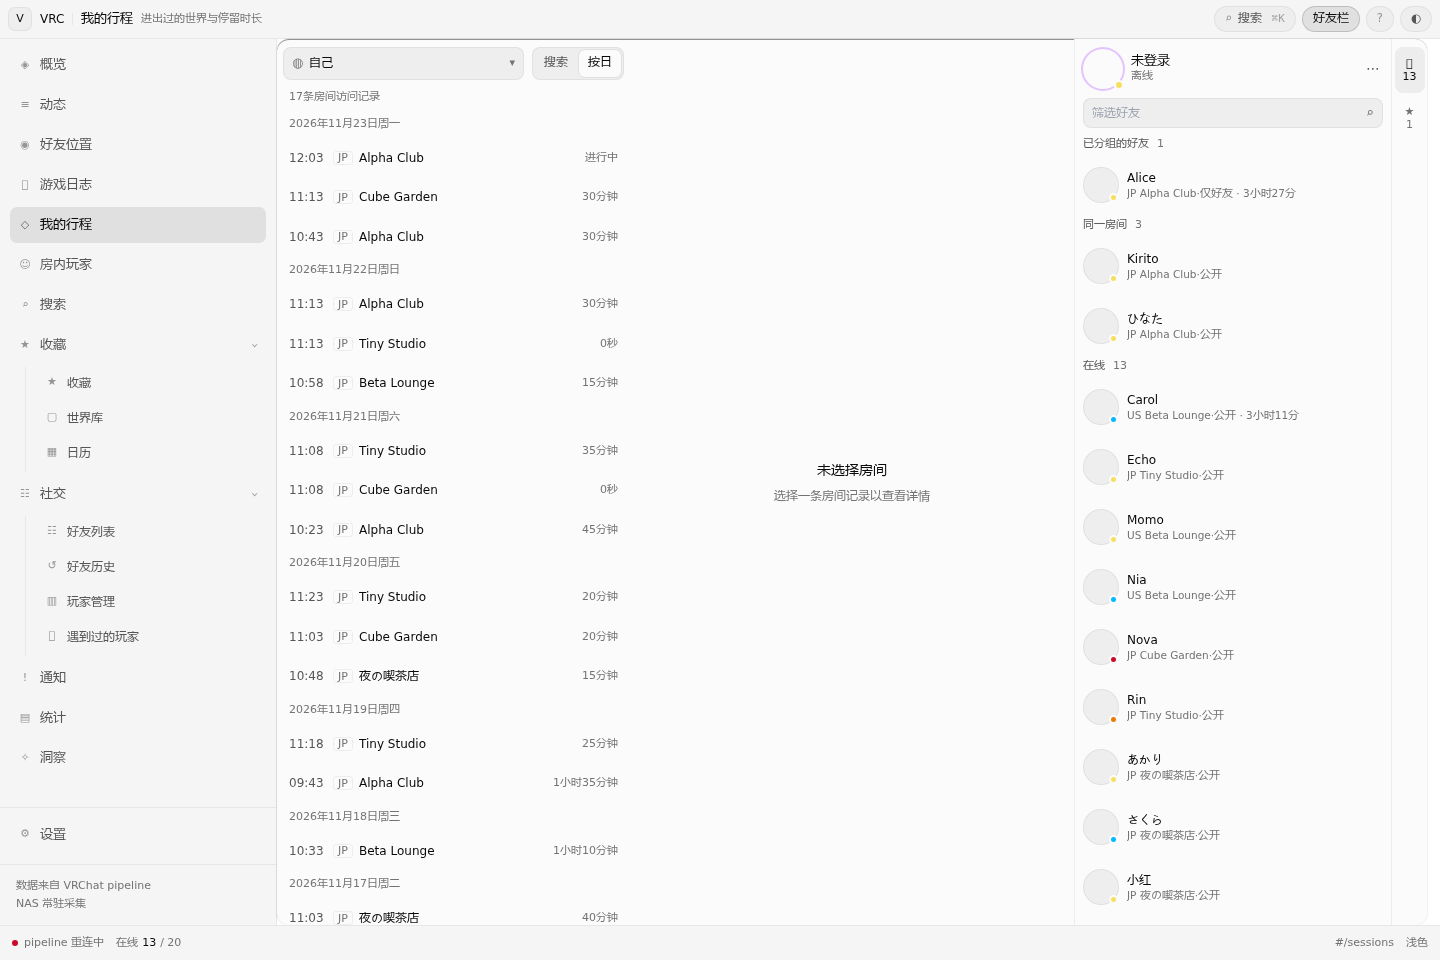 V VRC 我的行程 进出过的世界与停留时长
搜索 ⌘K 好友栏 ?
概览
动态
好友位置
游戏日志
我的行程
房内玩家
搜索
收藏
收藏
世界库
日历
社交
好友列表
好友历史
玩家管理
遇到过的玩家
通知
统计
洞察
设置
数据来自 VRChat pipeline
NAS 常驻采集
自己
搜索 按日
17条房间访问记录
2026年11月23日周一
12:03 JP Alpha Club 进行中
11:13 JP Cube Garden 30分钟
10:43 JP Alpha Club 30分钟
2026年11月22日周日
11:13 JP Alpha Club 30分钟
11:13 JP Tiny Studio 0秒
10:58 JP Beta Lounge 15分钟
2026年11月21日周六
11:08 JP Tiny Studio 35分钟
11:08 JP Cube Garden 0秒
10:23 JP Alpha Club 45分钟
2026年11月20日周五
11:23 JP Tiny Studio 20分钟
11:03 JP Cube Garden 20分钟
10:48 JP 夜の喫茶店 15分钟
2026年11月19日周四
11:18 JP Tiny Studio 25分钟
09:43 JP Alpha Club 1小时35分钟
2026年11月18日周三
10:33 JP Beta Lounge 1小时10分钟
2026年11月17日周二
11:03 JP 夜の喫茶店 40分钟
未选择房间
选择一条房间记录以查看详情
未登录
离线
筛选好友
已分组的好友 1
Alice
JP Alpha Club·仅好友 · 3小时27分
同一房间 3
Kirito
JP Alpha Club·公开
ひなた
JP Alpha Club·公开
在线 13
Carol
US Beta Lounge·公开 · 3小时11分
Echo
JP Tiny Studio·公开
Momo
US Beta Lounge·公开
Nia
US Beta Lounge·公开
Nova
JP Cube Garden·公开
Rin
JP Tiny Studio·公开
あかり
JP 夜の喫茶店·公开
さくら
JP 夜の喫茶店·公开
小红
JP 夜の喫茶店·公开
13
1
pipeline 重连中 在线 13 / 20
#/sessions 浅色